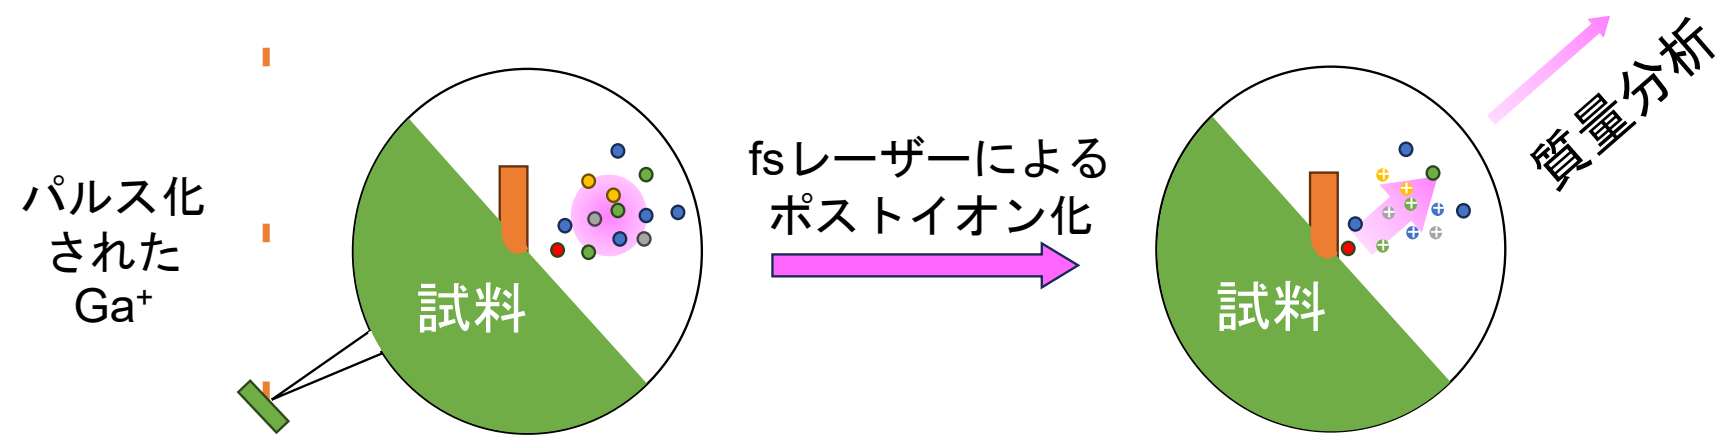 パルス化
された
Ga⁺
試料
fsレーザーによる
ポストイオン化
試料
質量分析